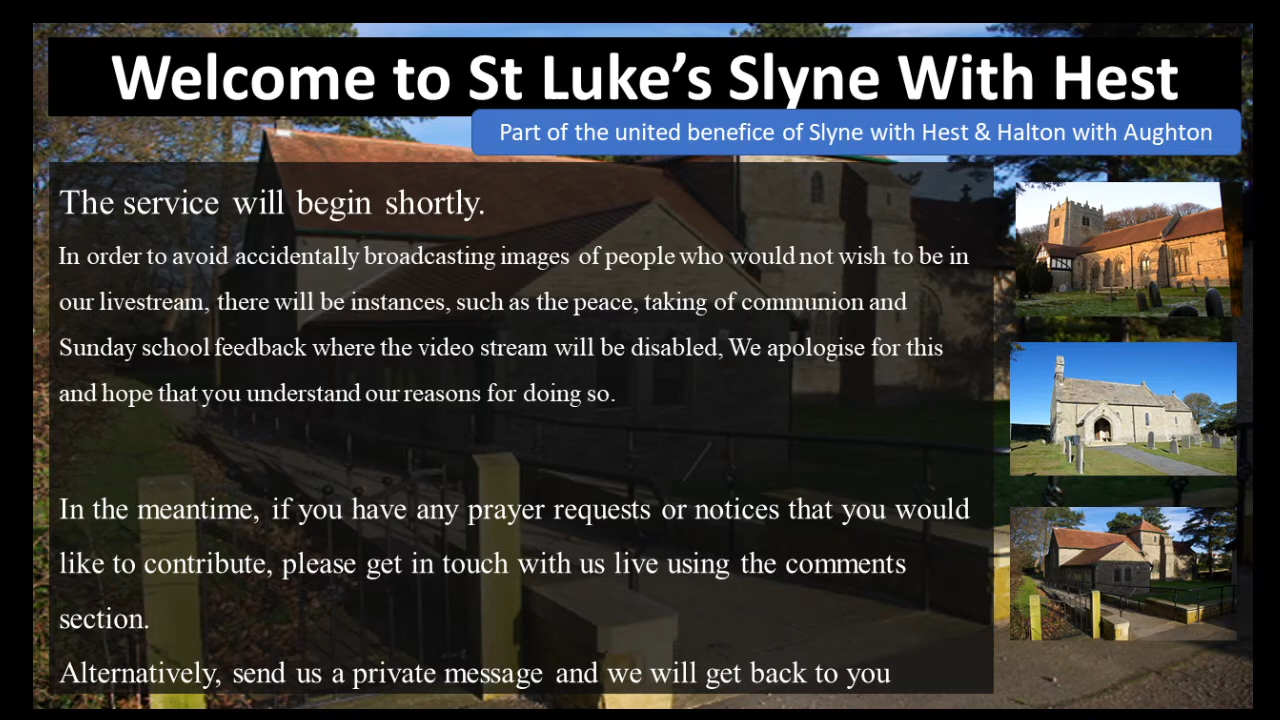 Welcome to St Luke’s Slyne With Hest
Part of the united benefice of Slyne with Hest & Halton with Aughton
The service will begin shortly.
In order to avoid accidentally broadcasting images of people who would not wish to be in
our livestream, there will be instances, such as the peace, taking of communion and
Sunday school feedback where the video stream will be disabled, We apologise for this
and hope that you understand our reasons for doing so.
In the meantime, if you have any prayer requests or notices that you would
like to contribute, please get in touch with us live using the comments
section.
Alternatively, send us a private message and we will get back to you